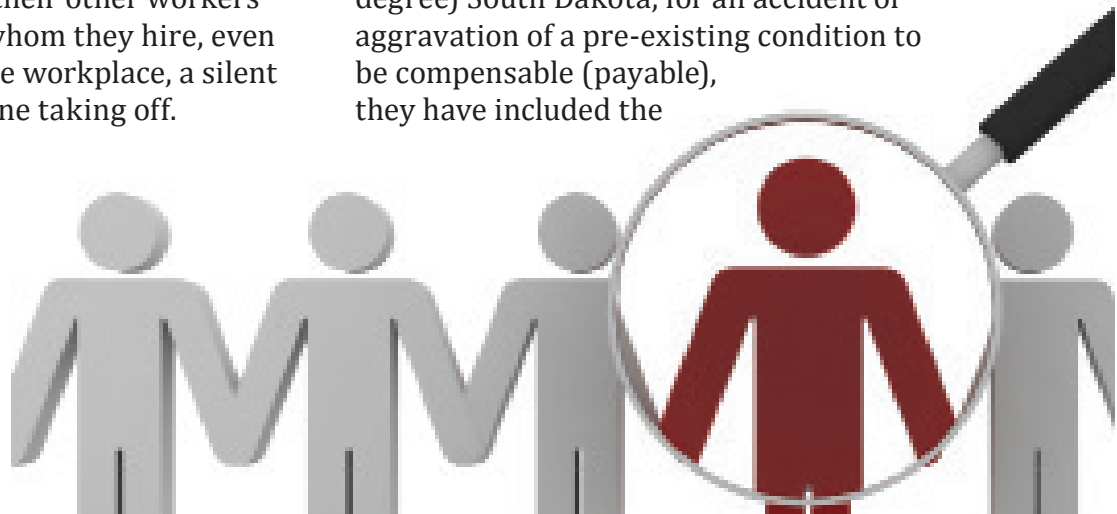 their other workers
whom they hire, even
e workplace, a silent
ne taking off.
degree) South Dakota, for an accident or
aggravation of a pre-existing condition to
be compensable (payable),
they have included the